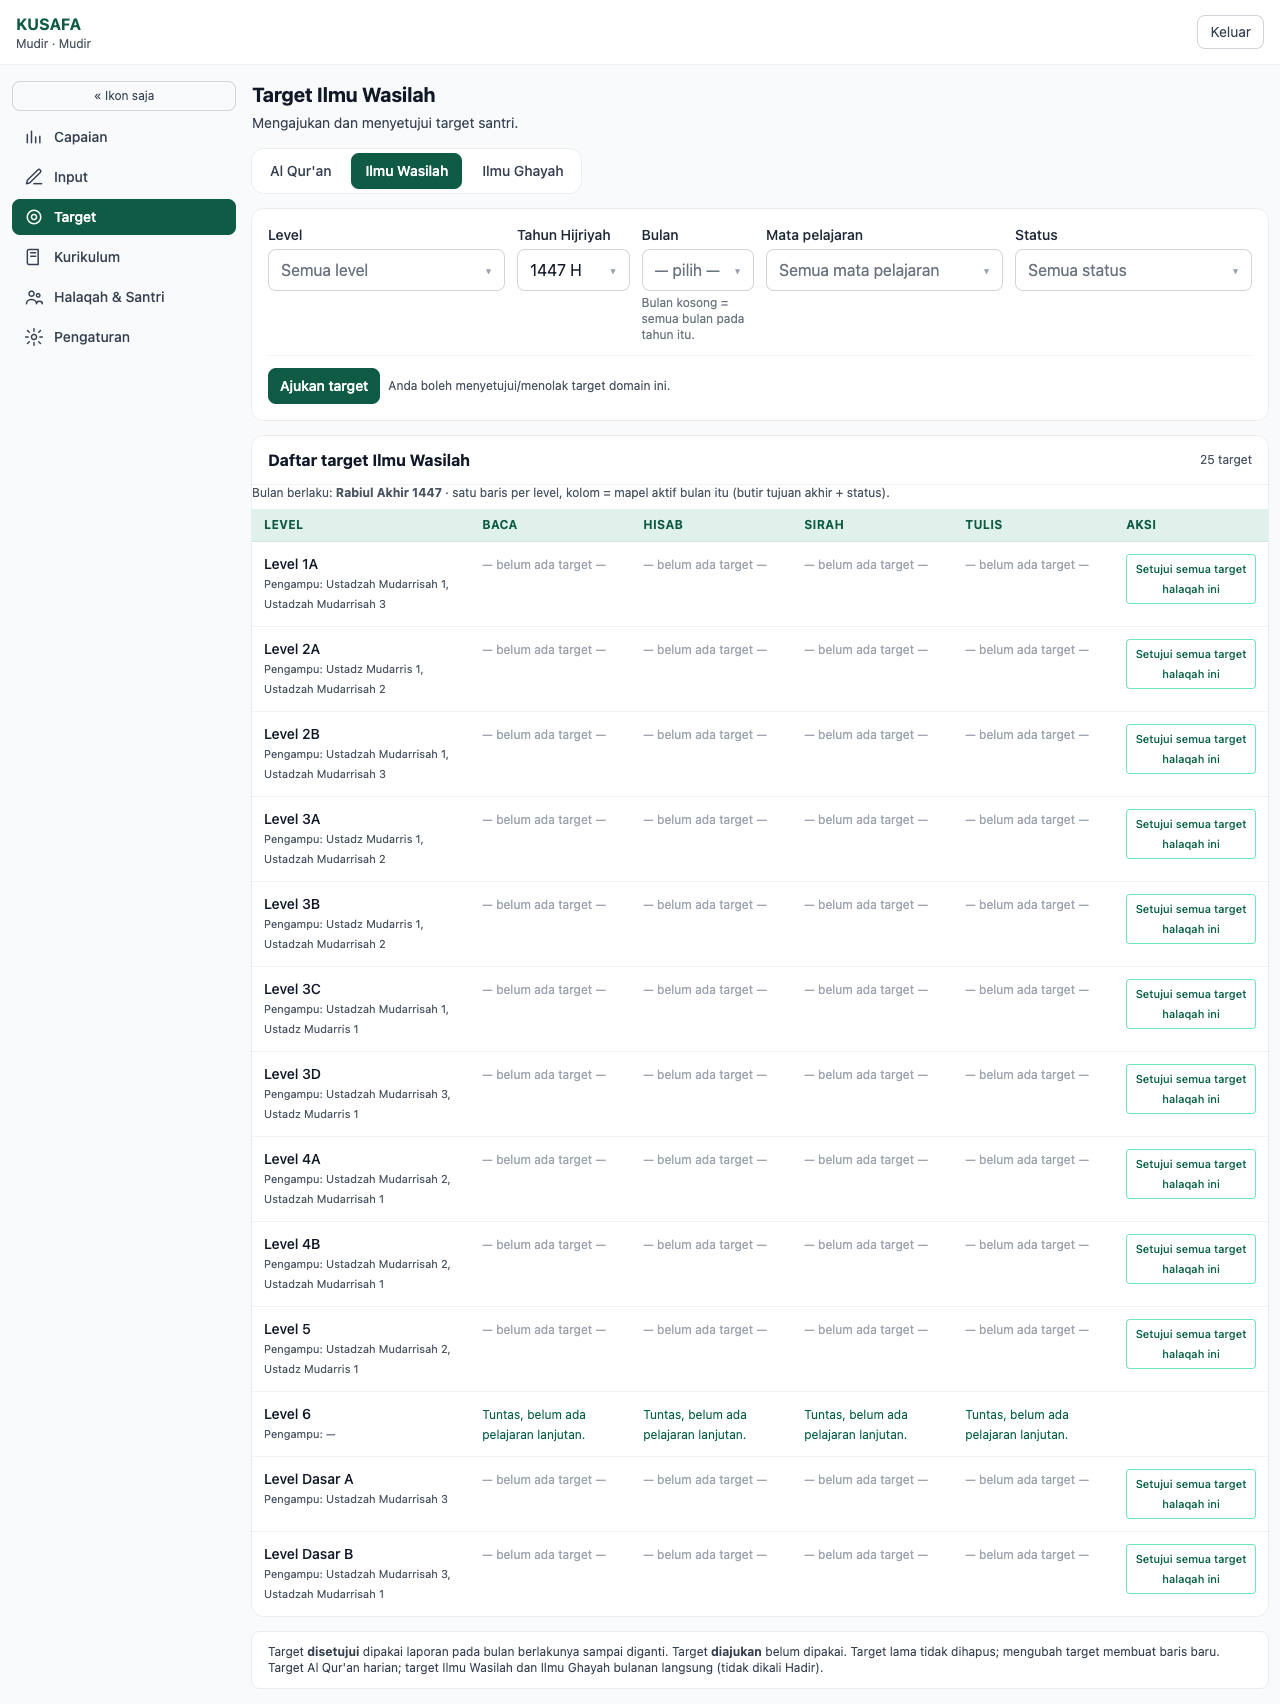 KUSAFA
Mudir · Mudir
Keluar
« Ikon saja
Capaian
Input
Target
Kurikulum
Halaqah & Santri
Pengaturan
Target Ilmu Wasilah
Mengajukan dan menyetujui target santri.
Al Qur'an
Ilmu Wasilah
Ilmu Ghayah
Level
Tahun Hijriyah
Bulan
Mata pelajaran
Status
Semua level
1447 H
— pilih —
Semua mata pelajaran
Semua status
Bulan kosong =
semua bulan pada
tahun itu.
Ajukan target
Anda boleh menyetujui/menolak target domain ini.
Daftar target Ilmu Wasilah
25 target
Bulan berlaku: Rabiul Akhir 1447 · satu baris per level, kolom = mapel aktif bulan itu (butir tujuan akhir + status).
LEVEL BACA HISAB SIRAH TULIS AKSI
Level 1A
Pengampu: Ustadzah Mudarrisah 1,
Ustadzah Mudarrisah 3
— belum ada target — — belum ada target — — belum ada target — — belum ada target —
Setujui semua target
halaqah ini
Level 2A
Pengampu: Ustadz Mudarris 1,
Ustadzah Mudarrisah 2
— belum ada target — — belum ada target — — belum ada target — — belum ada target —
Setujui semua target
halaqah ini
Level 2B
Pengampu: Ustadzah Mudarrisah 1,
Ustadzah Mudarrisah 3
— belum ada target — — belum ada target — — belum ada target — — belum ada target —
Setujui semua target
halaqah ini
Level 3A
Pengampu: Ustadz Mudarris 1,
Ustadzah Mudarrisah 2
— belum ada target — — belum ada target — — belum ada target — — belum ada target —
Setujui semua target
halaqah ini
Level 3B
Pengampu: Ustadz Mudarris 1,
Ustadzah Mudarrisah 2
— belum ada target — — belum ada target — — belum ada target — — belum ada target —
Setujui semua target
halaqah ini
Level 3C
Pengampu: Ustadzah Mudarrisah 1,
Ustadz Mudarris 1
— belum ada target — — belum ada target — — belum ada target — — belum ada target —
Setujui semua target
halaqah ini
Level 3D
Pengampu: Ustadzah Mudarrisah 3,
Ustadz Mudarris 1
— belum ada target — — belum ada target — — belum ada target — — belum ada target —
Setujui semua target
halaqah ini
Level 4A
Pengampu: Ustadzah Mudarrisah 2,
Ustadzah Mudarrisah 1
— belum ada target — — belum ada target — — belum ada target — — belum ada target —
Setujui semua target
halaqah ini
Level 4B
Pengampu: Ustadzah Mudarrisah 2,
Ustadzah Mudarrisah 1
— belum ada target — — belum ada target — — belum ada target — — belum ada target —
Setujui semua target
halaqah ini
Level 5
Pengampu: Ustadzah Mudarrisah 2,
Ustadz Mudarris 1
— belum ada target — — belum ada target — — belum ada target — — belum ada target —
Setujui semua target
halaqah ini
Level 6
Pengampu: —
Tuntas, belum ada
pelajaran lanjutan.
Tuntas, belum ada
pelajaran lanjutan.
Tuntas, belum ada
pelajaran lanjutan.
Tuntas, belum ada
pelajaran lanjutan.
Level Dasar A
Pengampu: Ustadzah Mudarrisah 3
— belum ada target — — belum ada target — — belum ada target — — belum ada target —
Setujui semua target
halaqah ini
Level Dasar B
Pengampu: Ustadzah Mudarrisah 3,
Ustadzah Mudarrisah 1
— belum ada target — — belum ada target — — belum ada target — — belum ada target —
Setujui semua target
halaqah ini
Target disetujui dipakai laporan pada bulan berlakunya sampai diganti. Target diajukan belum dipakai. Target lama tidak dihapus; mengubah target membuat baris baru.
Target Al Qur'an harian; target Ilmu Wasilah dan Ilmu Ghayah bulanan langsung (tidak dikali Hadir).